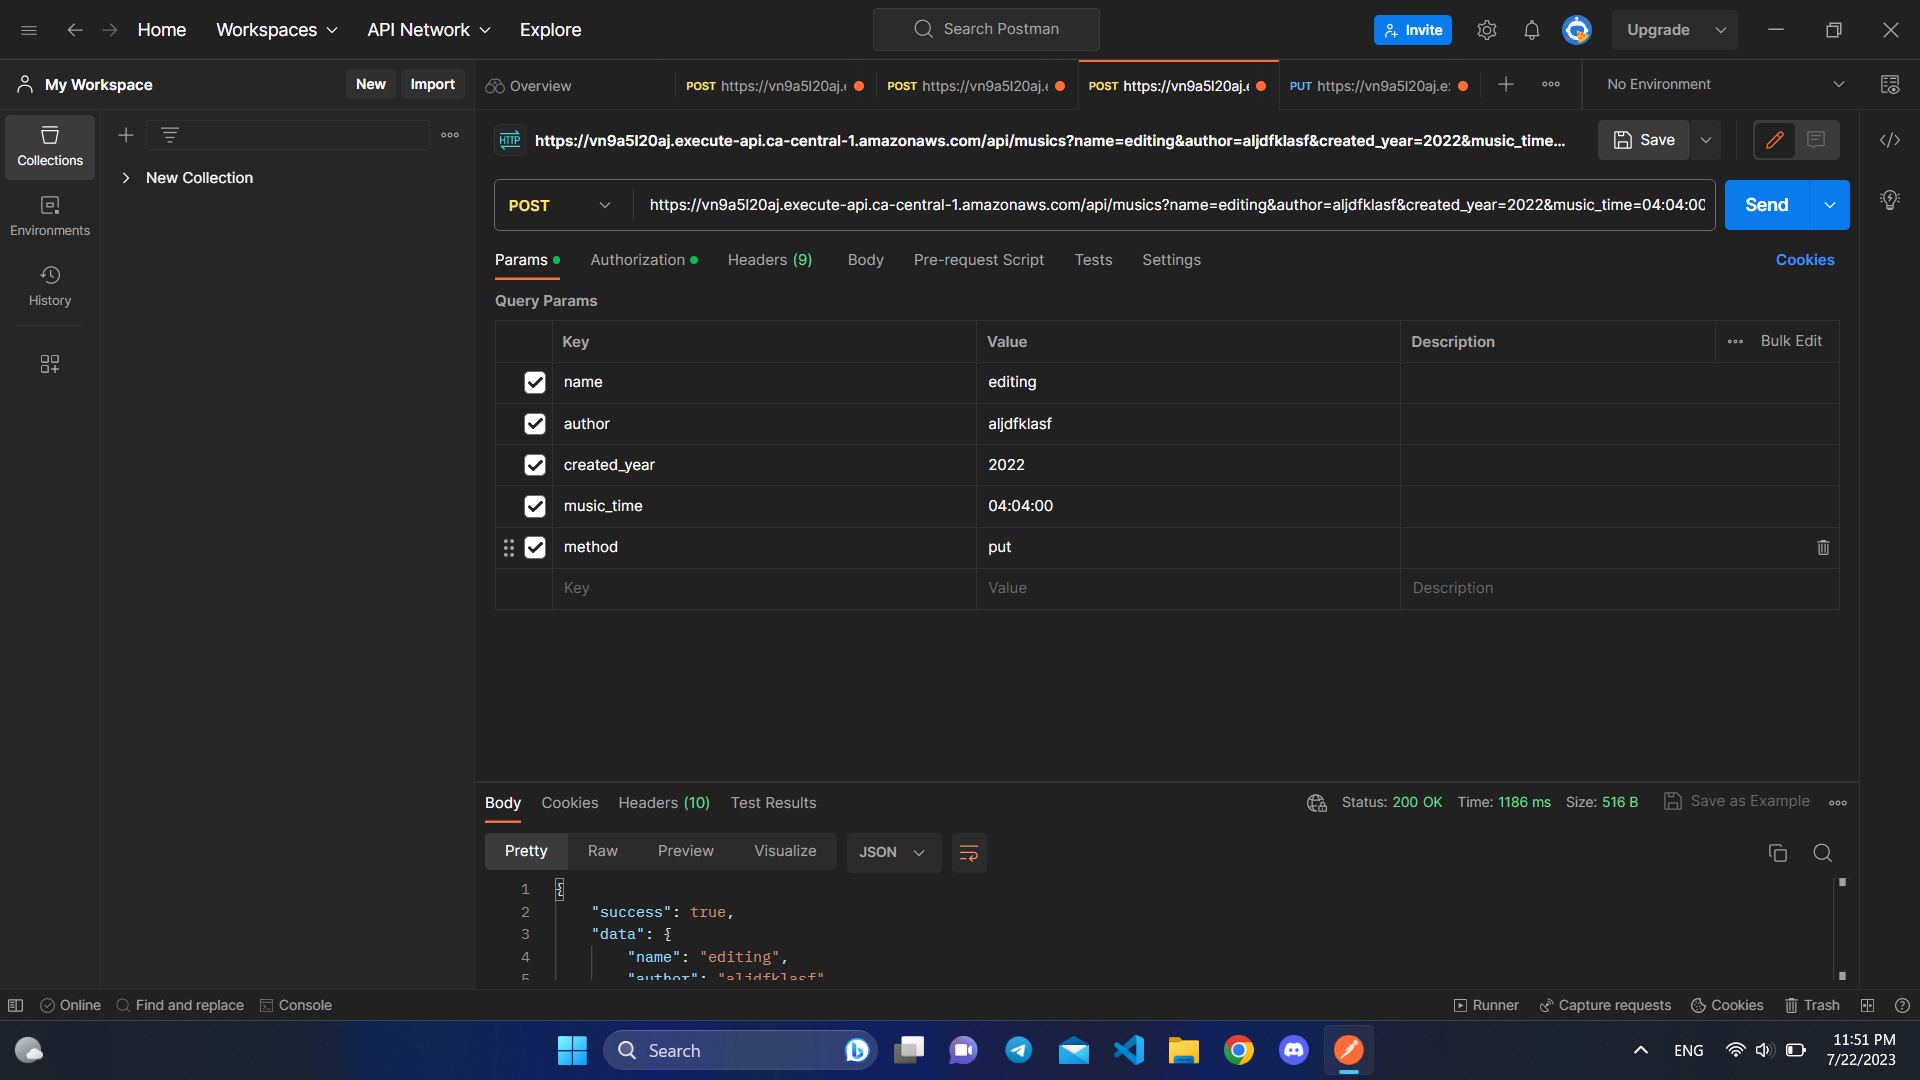 Home Workspaces API Network Explore
Search Postman
Invite Upgrade
My Workspace New Import
Overview POST https://vn9a5l20aj.e POST https://vn9a5l20aj.e POST https://vn9a5l20aj.e PUT https://vn9a5l20aj.e: No Environment
Collections
Environments
History
New Collection
HTTP https://vn9a5l20aj.execute-api.ca-central-1.amazonaws.com/api/musics?name=editing&author=aljdfklasf&created_year=2022&music_time... Save
POST https://vn9a5l20aj.execute-api.ca-central-1.amazonaws.com/api/musics?name=editing&author=aljdfklasf&created_year=2022&music_time=04:04:00 Send
Params Authorization Headers (9) Body Pre-request Script Tests Settings Cookies
Query Params
Key Value Description Bulk Edit
name editing
author aljdfklasf
created_year 2022
music_time 04:04:00
method put
Key Value Description
Body Cookies Headers (10) Test Results Status: 200 OK Time: 1186 ms Size: 516 B Save as Example
Pretty Raw Preview Visualize JSON
1 {
2 "success": true,
3 "data": {
4 "name": "editing",
5 "author": "aljdfklasf"
Online Find and replace Console Runner Capture requests Cookies Trash
Search ENG 11:51 PM
7/22/2023